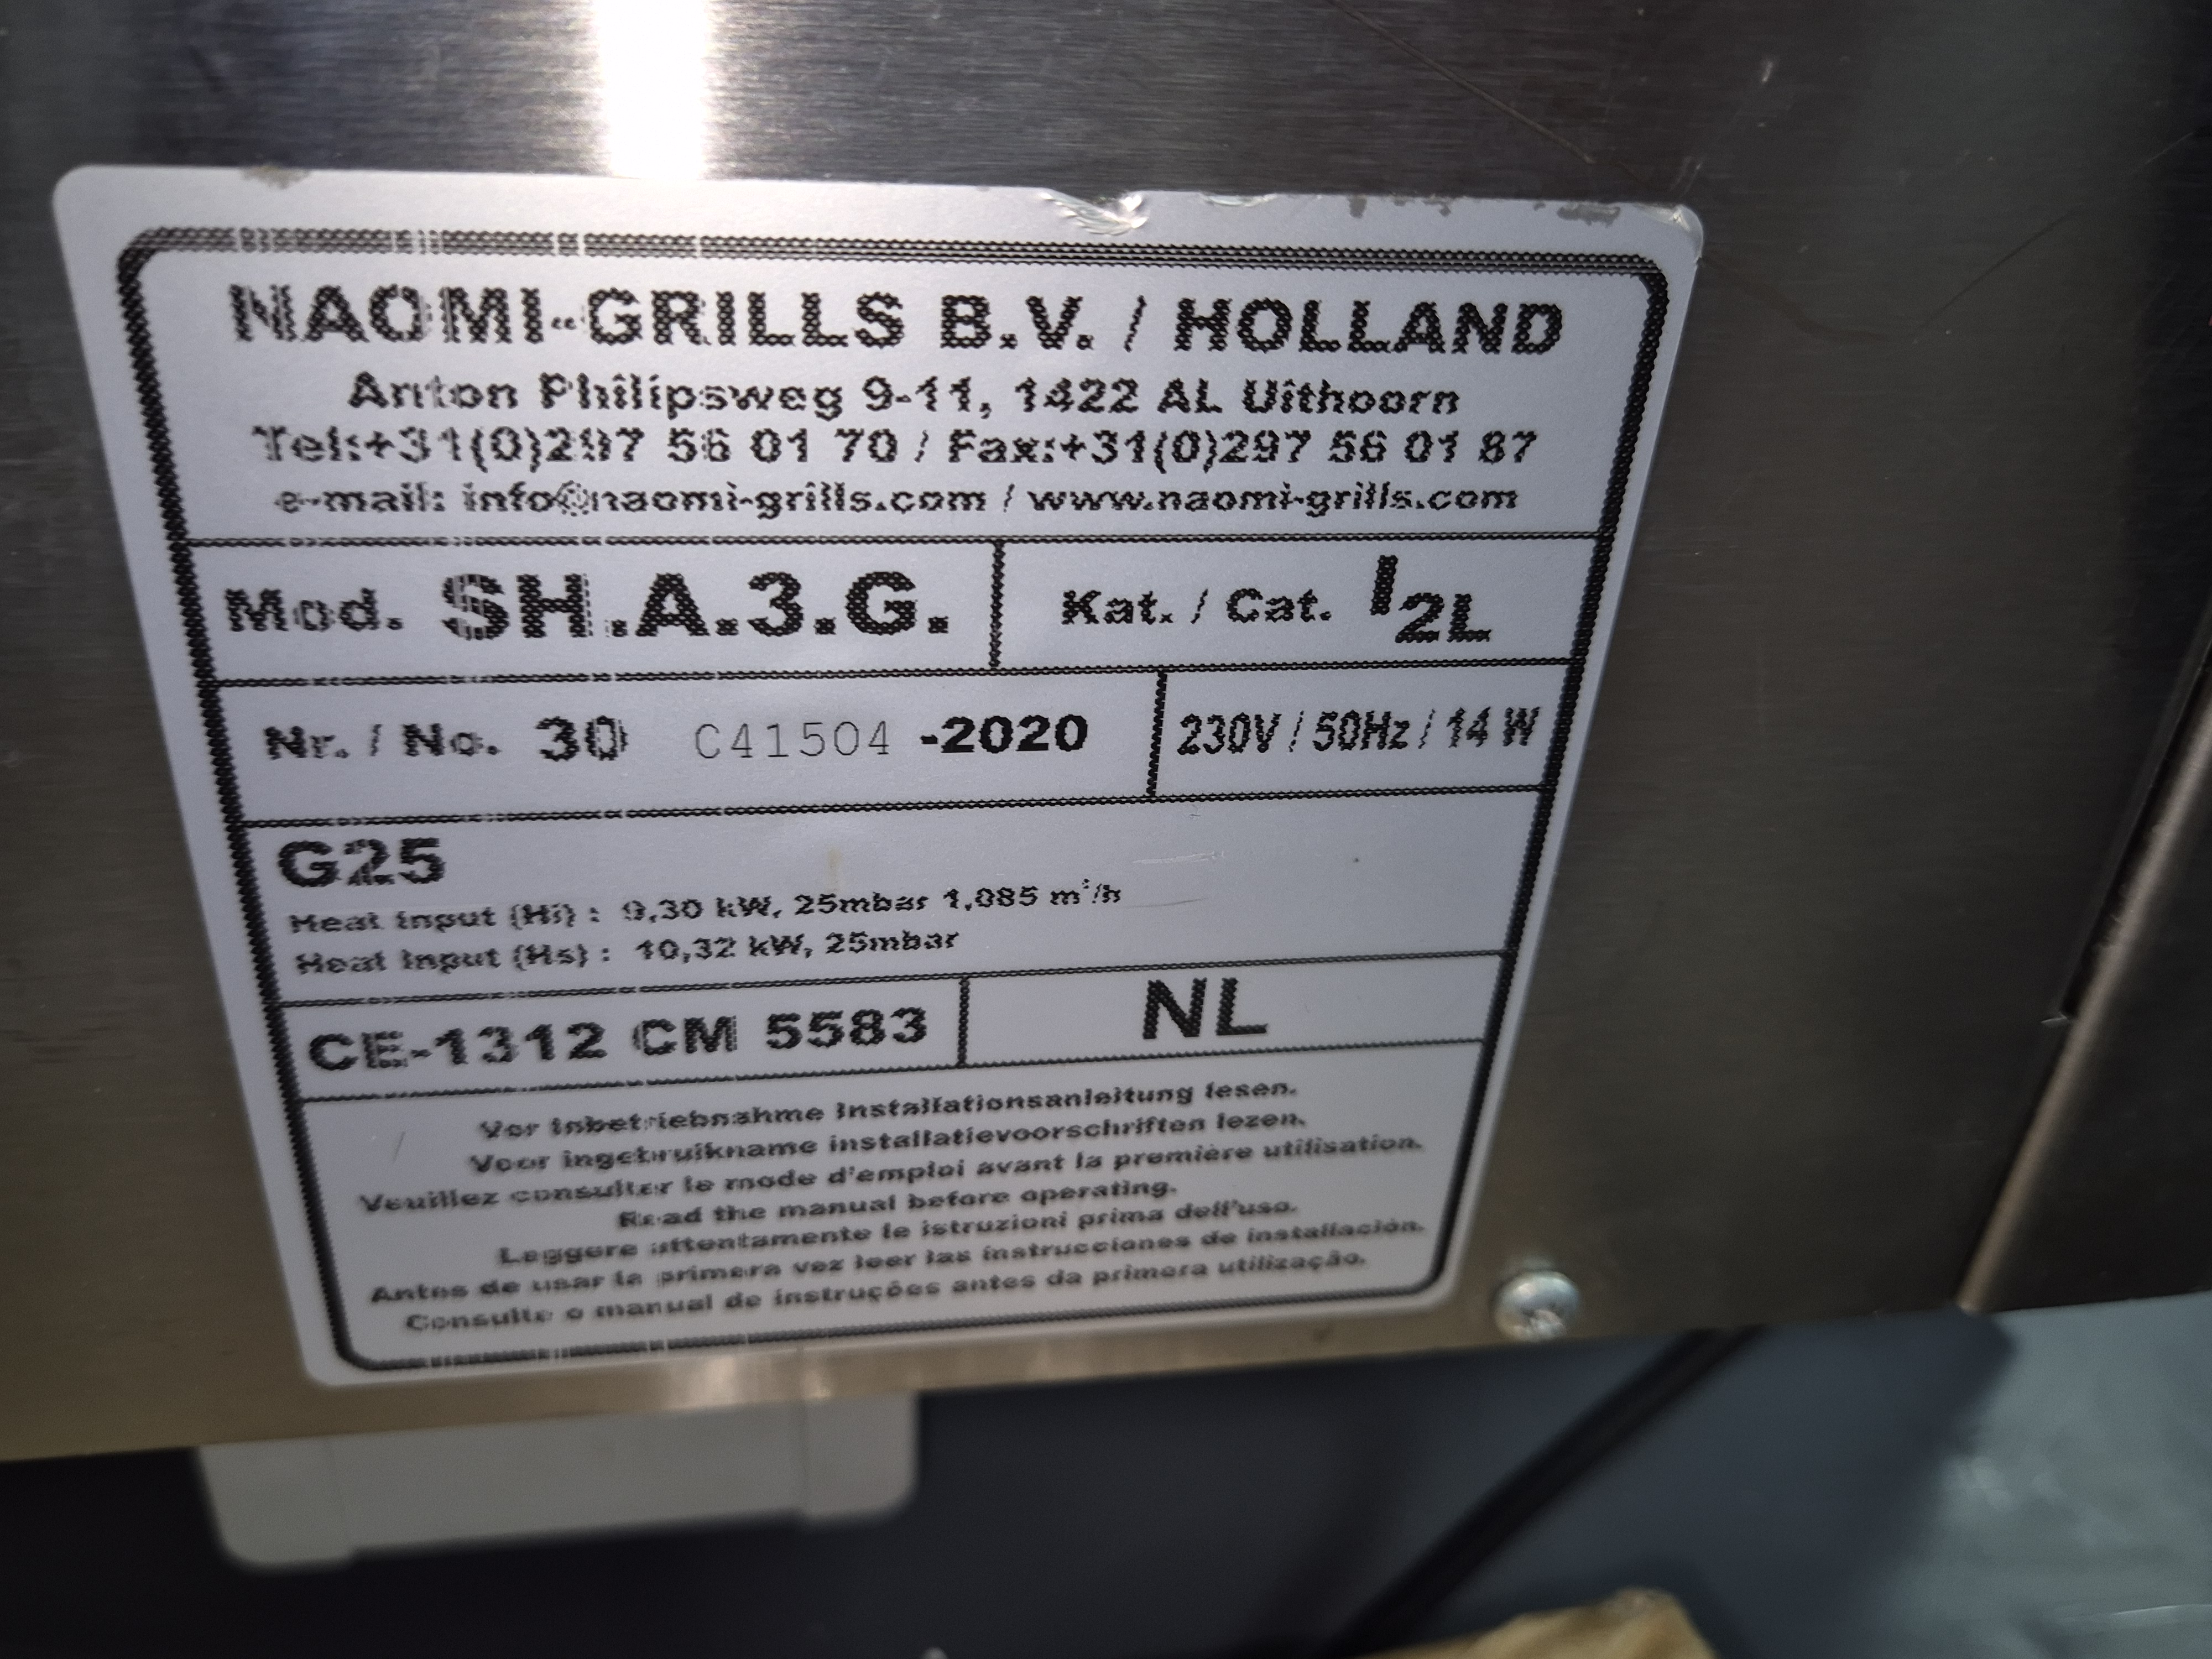 NAOMI-GRILLS B.V. / HOLLAND
Anton Philipsweg 9-11, 1422 AL Uithoorn
Tel:+31(0)297 56 01 70 / Fax:+31(0)297 56 01 87
e-mail: info@naomi-grills.com / www.naomi-grills.com
Mod. SH.A.3.G. Kat. / Cat. I2L
Nr. / No. 30 C41504 -2020 230V / 50Hz / 14 W
G25
Heat Input (Hi) : 9,30 kW, 25mbar 1,085 m³/h
Heat Input (Hs) : 10,32 kW, 25mbar
CE-1312 CM 5583 NL
Vor Inbetriebnahme Installationsanleitung lesen.
Voor ingebruikname installatievoorschriften lezen.
Veuillez consulter le mode d'emploi avant la première utilisation.
Read the manual before operating.
Leggere attentamente le istruzioni prima dell'uso.
Antes de usar la primera vez leer las instrucciones de installación.
Consulte o manual de instruções antes da primera utilização.